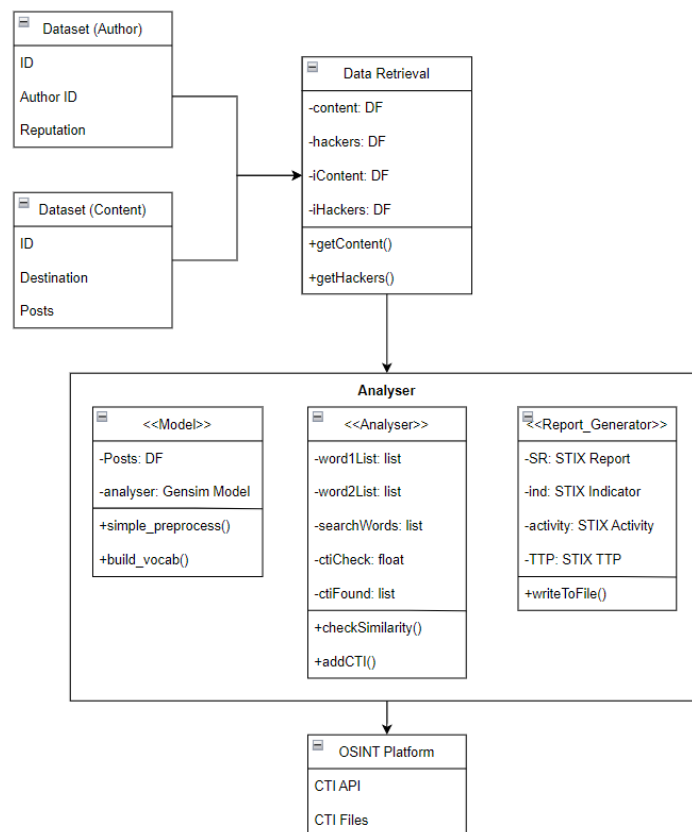 Dataset (Author)
ID
Author ID
Reputation
Dataset (Content)
ID
Destination
Posts
Data Retrieval
-content: DF
-hackers: DF
-iContent: DF
-iHackers: DF
+getContent()
+getHackers()
Analyser
<<Model>>
-Posts: DF
-analyser: Gensim Model
+simple_preprocess()
+build_vocab()
<<Analyser>>
-word1List: list
-word2List: list
-searchWords: list
-ctiCheck: float
-ctiFound: list
+checkSimilarity()
+addCTI()
<<Report_Generator>>
-SR: STIX Report
-ind: STIX Indicator
-activity: STIX Activity
-TTP: STIX TTP
+writeToFile()
OSINT Platform
CTI API
CTI Files